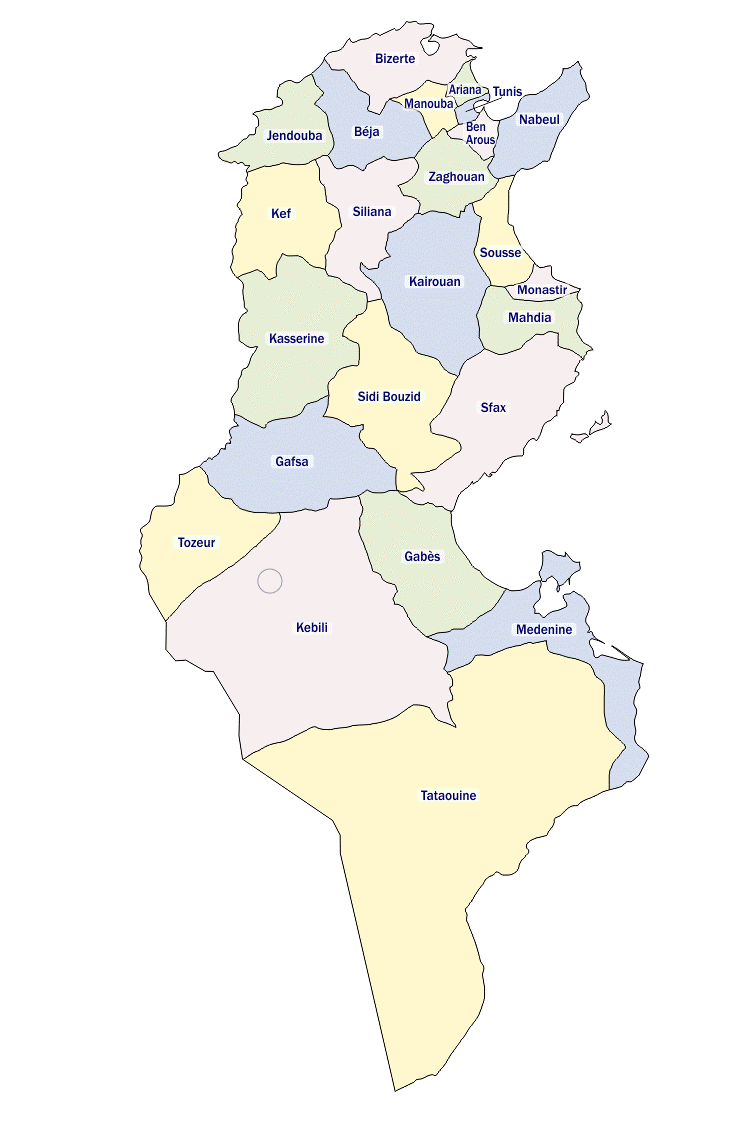 Bizerte
Ariana
Tunis
Manouba
Nabeul
Jendouba
Béja
Ben
Arous
Zaghouan
Kef
Siliana
Sousse
Kairouan
Monastir
Mahdia
Kasserine
Sidi Bouzid
Sfax
Gafsa
Tozeur
Gabès
Kebili
Medenine
Tataouine